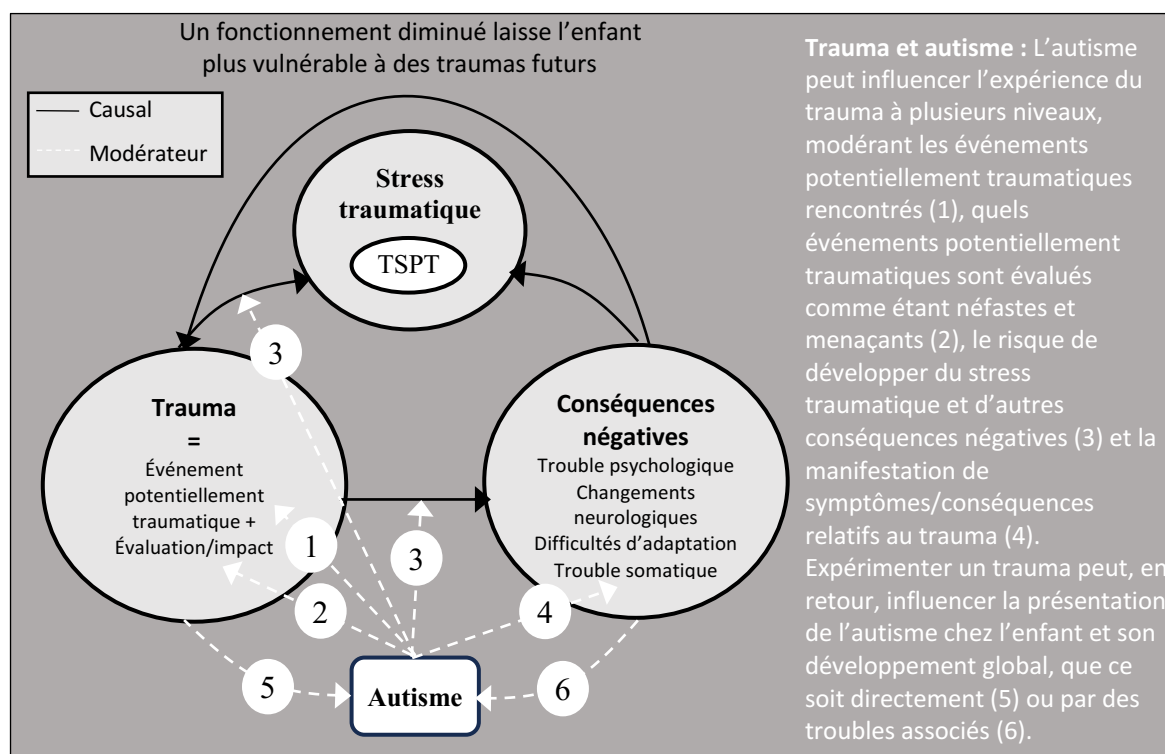 Un fonctionnement diminué laisse l’enfant
plus vulnérable à des traumas futurs
Causal
Modérateur
Stress
traumatique
TSPT
3
Trauma
=
Événement
potentiellement
traumatique +
Évaluation/impact
Conséquences
négatives
Trouble psychologique
Changements
neurologiques
Difficultés d’adaptation
Trouble somatique
1
3
2
4
5
Autisme
6
Trauma et autisme : L’autisme
peut influencer l’expérience du
trauma à plusieurs niveaux,
modérant les événements
potentiellement traumatiques
rencontrés (1), quels
événements potentiellement
traumatiques sont évalués
comme étant néfastes et
menaçants (2), le risque de
développer du stress
traumatique et d’autres
conséquences négatives (3) et la
manifestation de
symptômes/conséquences
relatifs au trauma (4).
Expérimenter un trauma peut, en
retour, influencer la présentation
de l’autisme chez l’enfant et son
développement global, que ce
soit directement (5) ou par des
troubles associés (6).